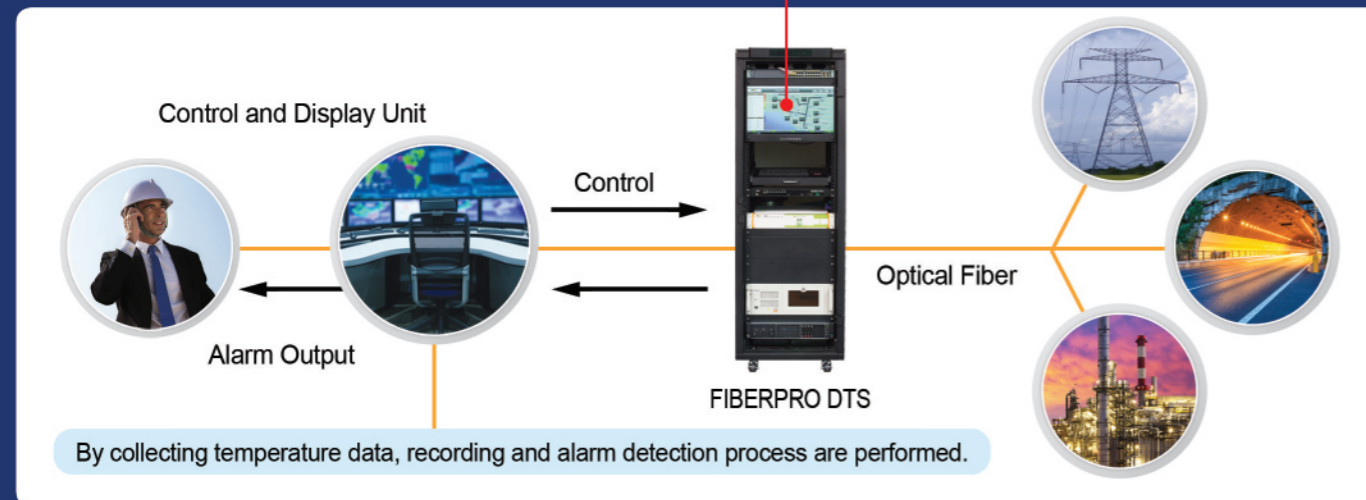 Control and Display Unit
Control
Optical Fiber
Alarm Output
FIBERPRO DTS
By collecting temperature data, recording and alarm detection process are performed.